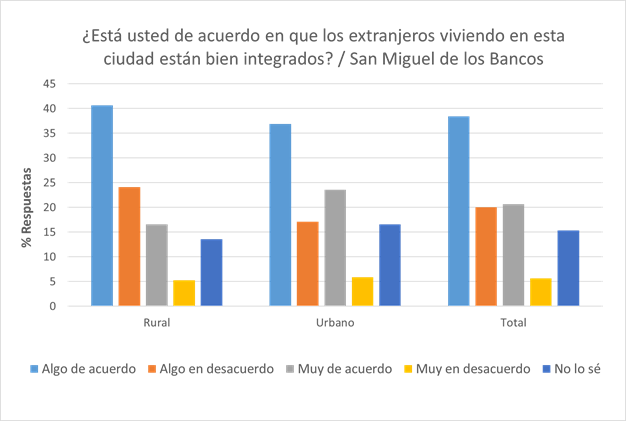 ¿Está usted de acuerdo en que los extranjeros viviendo en esta
ciudad están bien integrados? / San Miguel de los Bancos
45
40
35
30
25
20
15
10
5
0
% Respuestas
Rural Urbano Total
Algo de acuerdo Algo en desacuerdo Muy de acuerdo Muy en desacuerdo No lo sé